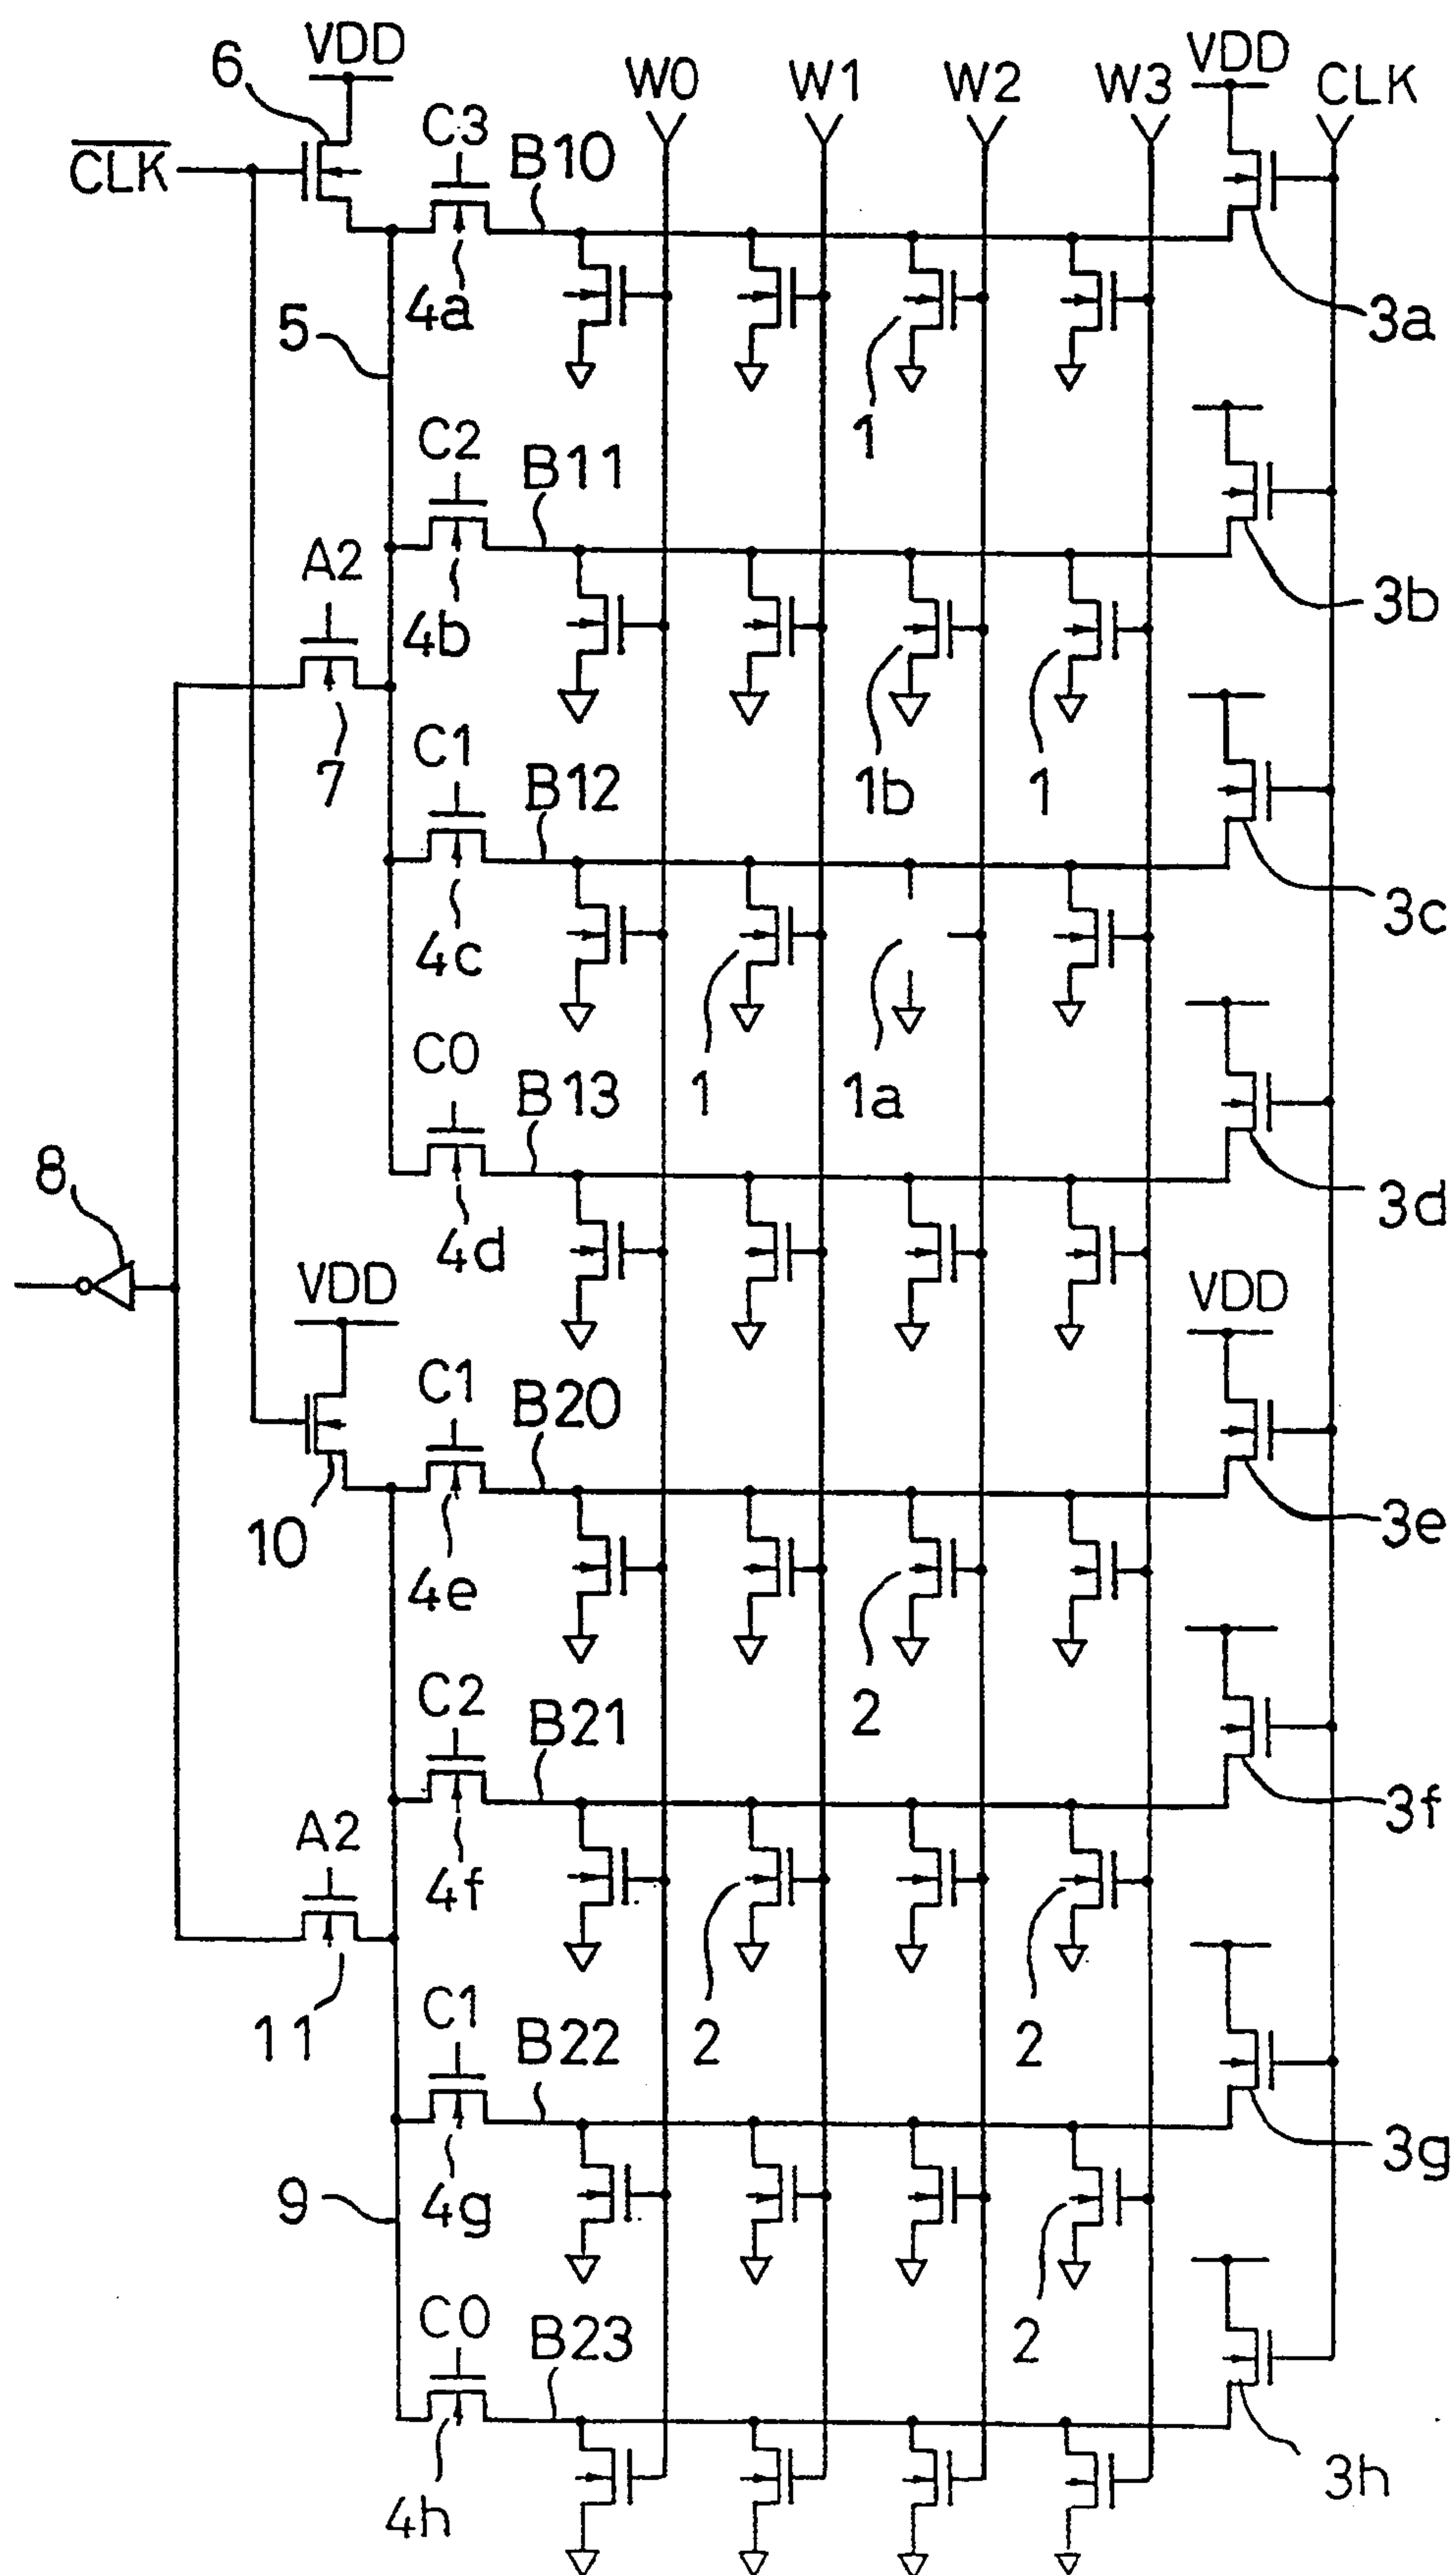 6 VDD W0 W1 W2 W3 VDD CLK
CLK C3 B10
4a 3a
5 1
C2 B11
A2 3b
4b
7 C1 B12 1b 1
3c
4c
C0 B13 1 1a
8 3d
4d
VDD VDD
C1 B20
10 3e
4e
C2 B21 2
A2 3f
4f
11 C1 B22 2 2
3g
9 4g
C0 B23 2
3h
4h